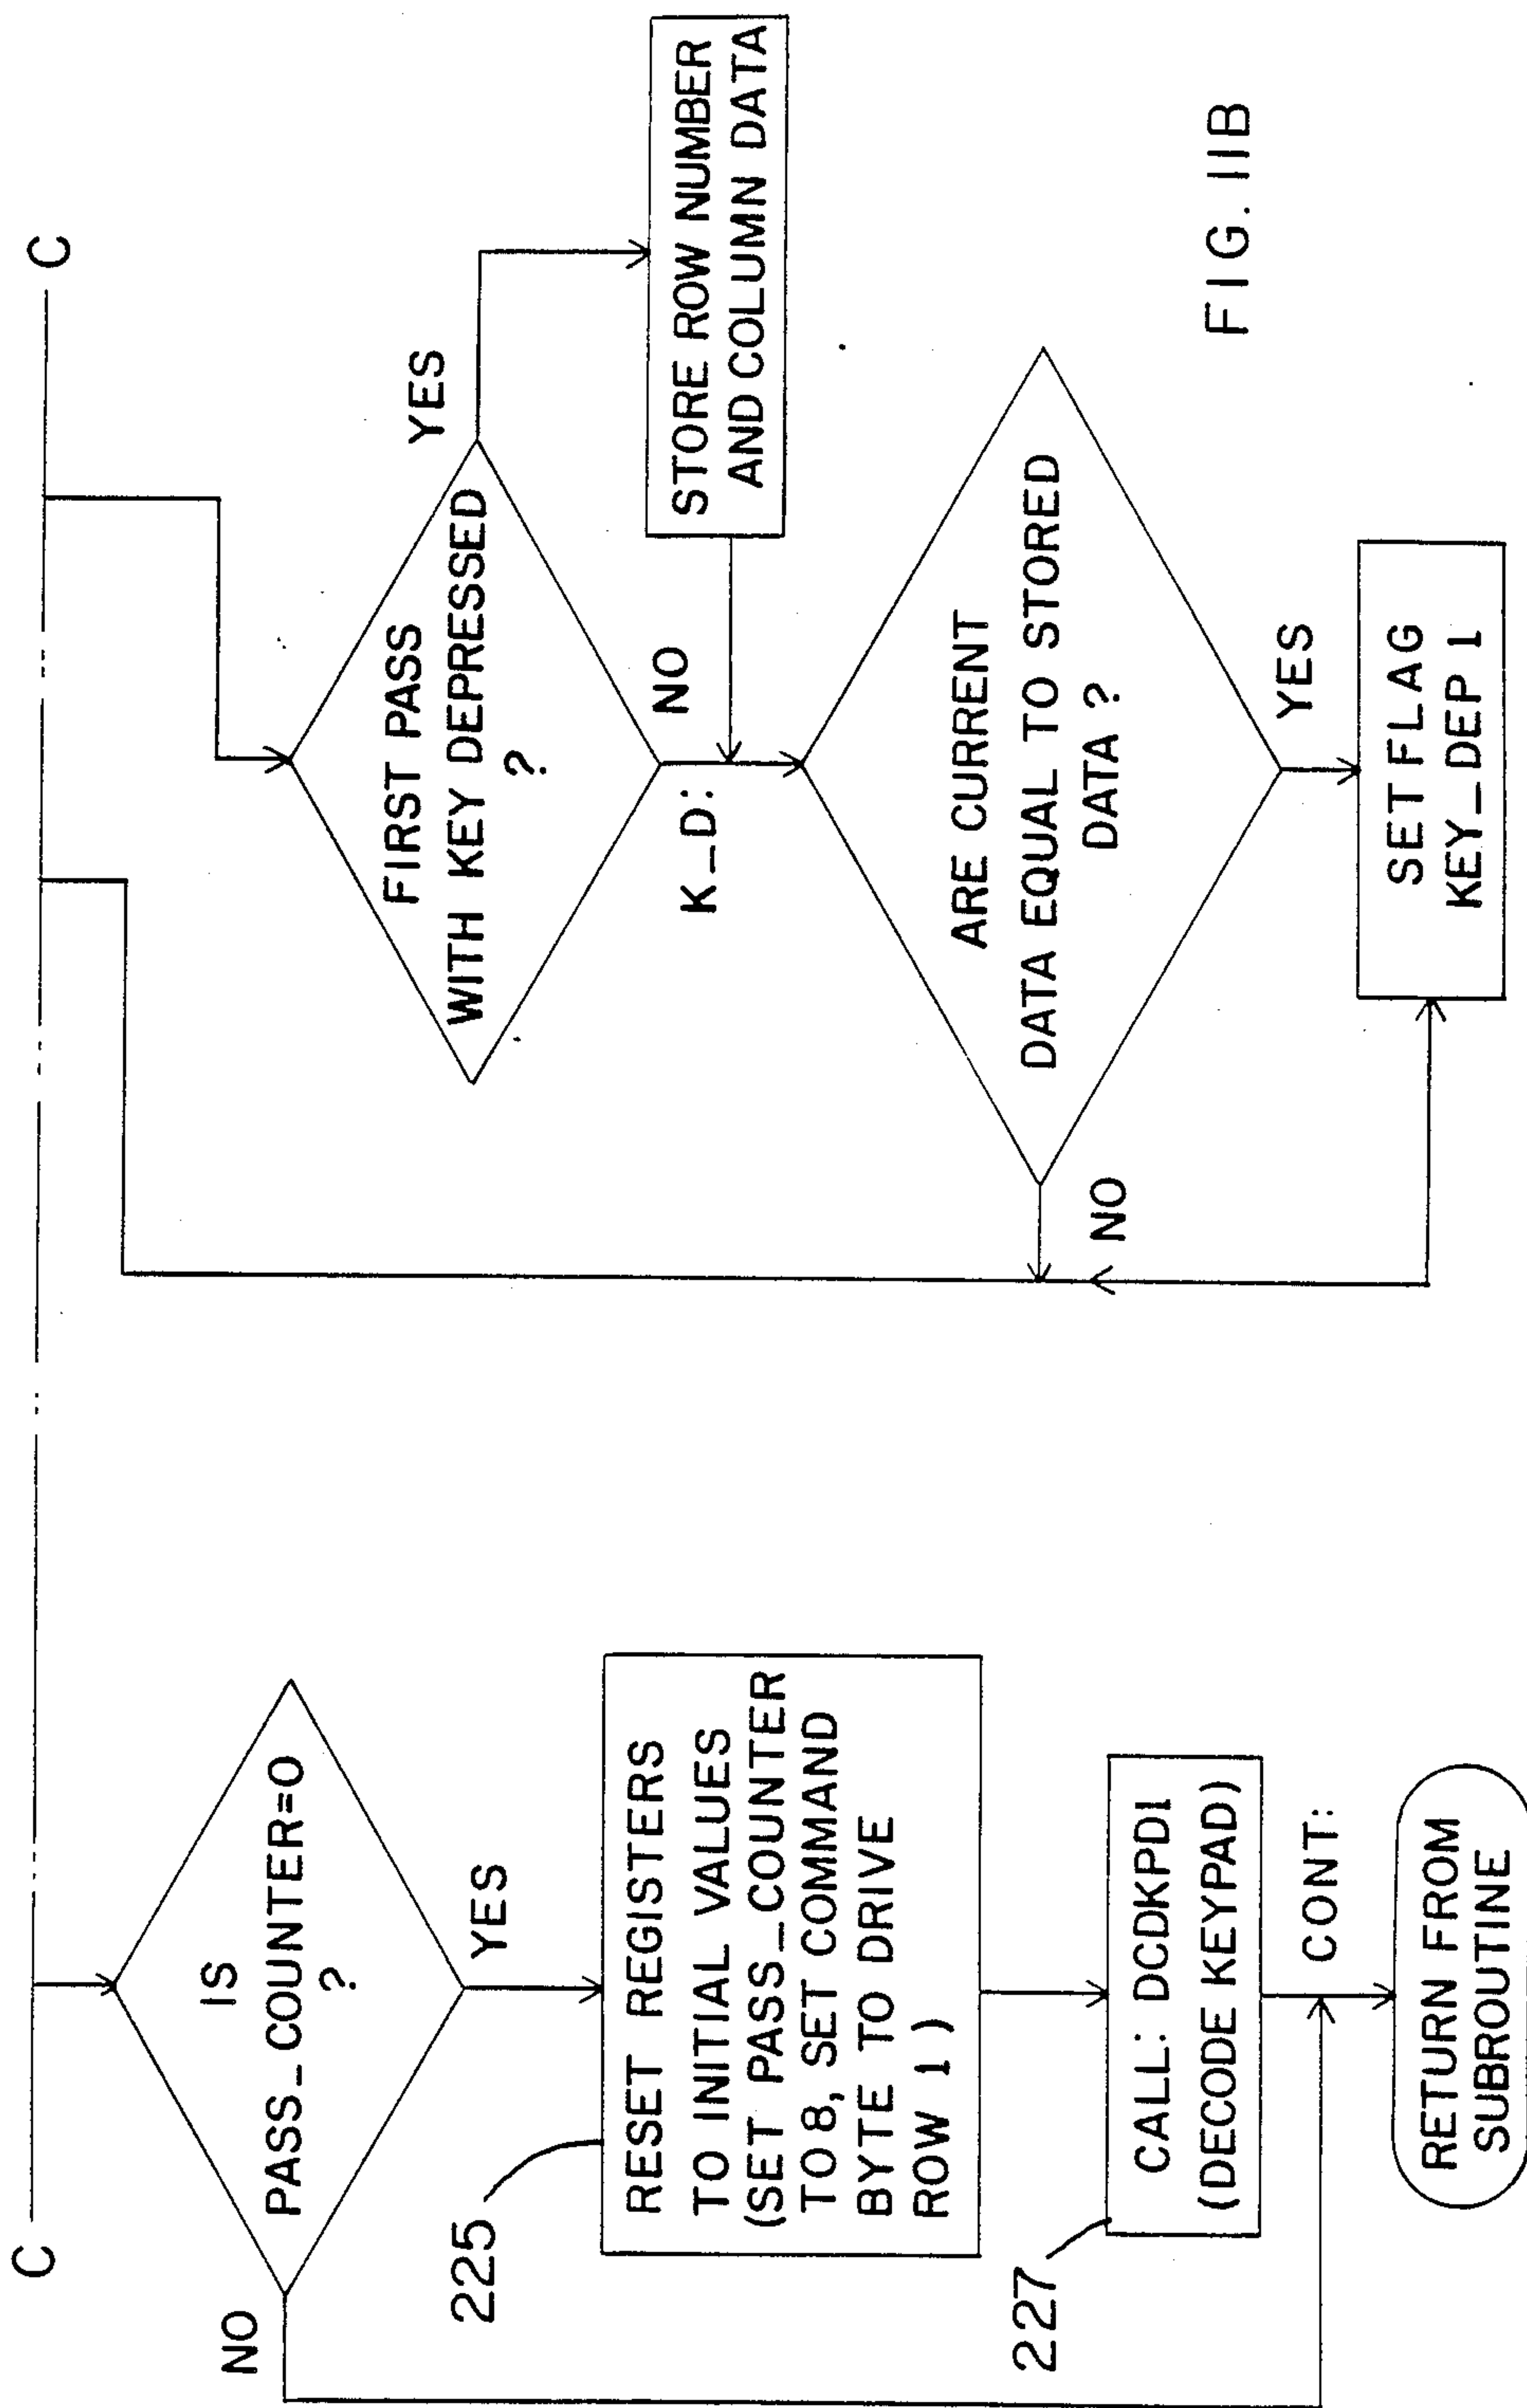 C
C
IS
PASS_COUNTER=0
?
NO
YES
225
RESET REGISTERS
TO INITIAL VALUES
(SET PASS_COUNTER
TO 8, SET COMMAND
BYTE TO DRIVE
ROW 1)
227
CALL: DCDKPD1
(DECODE KEYPAD)
CONT:
RETURN FROM
SUBROUTINE
FIRST PASS
WITH KEY DEPRESSED
?
YES
STORE ROW NUMBER
AND COLUMN DATA
NO
K_D:
ARE CURRENT
DATA EQUAL TO STORED
DATA ?
NO
YES
SET FLAG
KEY_DEP 1
FIG. 11B